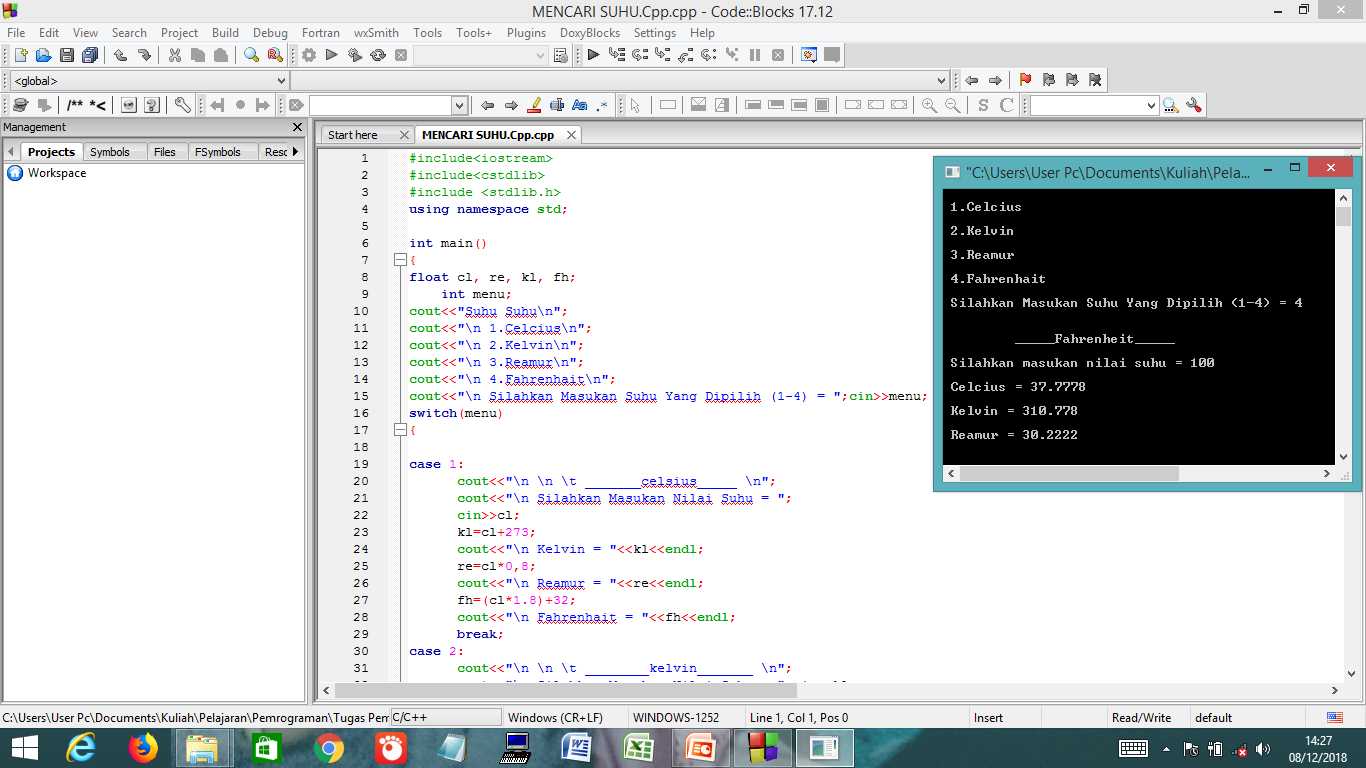 MENCARI SUHU.Cpp.cpp - Code::Blocks 17.12
File Edit View Search Project Build Debug Fortran wxSmith Tools Tools+ Plugins DoxyBlocks Settings Help
<global>
/** *<
Aa .*
S C
Management
Projects Symbols Files FSymbols Resc
Workspace
Start here MENCARI SUHU.Cpp.cpp
1 #include<iostream>
2 #include<cstdlib>
3 #include <stdlib.h>
4 using namespace std;
5
6 int main()
7 {
8 float cl, re, kl, fh;
9 int menu;
10 cout<<"Suhu Suhu\n";
11 cout<<"\n 1.Celcius\n";
12 cout<<"\n 2.Kelvin\n";
13 cout<<"\n 3.Reamur\n";
14 cout<<"\n 4.Fahrenhait\n";
15 cout<<"\n Silahkan Masukan Suhu Yang Dipilih (1-4) = ";cin>>menu;
16 switch(menu)
17 {
18
19 case 1:
20 cout<<"\n \n \t _______celsius_____ \n";
21 cout<<"\n Silahkan Masukan Nilai Suhu = ";
22 cin>>cl;
23 kl=cl+273;
24 cout<<"\n Kelvin = "<<kl<<endl;
25 re=cl*0,8;
26 cout<<"\n Reamur = "<<re<<endl;
27 fh=(cl*1.8)+32;
28 cout<<"\n Fahrenhait = "<<fh<<endl;
29 break;
30 case 2:
31 cout<<"\n \n \t ________kelvin_______ \n";
"C:\Users\User Pc\Documents\Kuliah\Pela...
1.Celcius
2.Kelvin
3.Reamur
4.Fahrenhait
Silahkan Masukan Suhu Yang Dipilih (1-4) = 4
_____Fahrenheit_____
Silahkan masukan nilai suhu = 100
Celcius = 37.7778
Kelvin = 310.778
Reamur = 30.2222
C:\Users\User Pc\Documents\Kuliah\Pelajaran\Pemrograman\Tugas Pem C/C++ Windows (CR+LF) WINDOWS-1252 Line 1, Col 1, Pos 0 Insert Read/Write default
14:27
08/12/2018